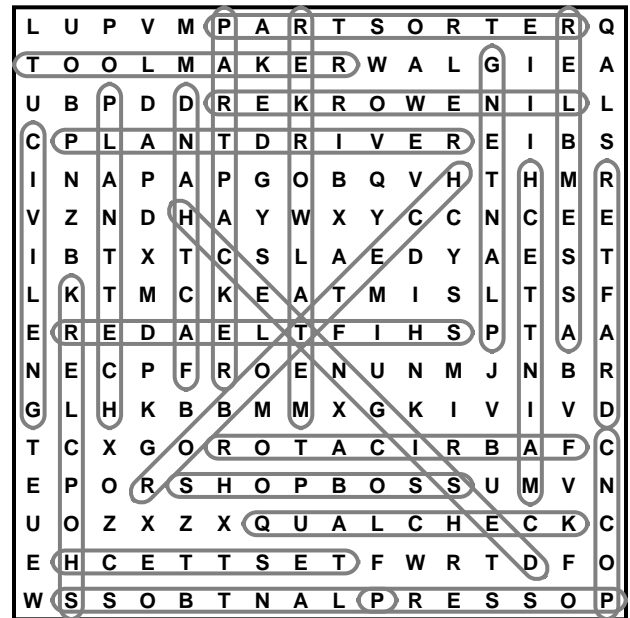 L U P V M P A R T S O R T E R Q
T O O L M A K E R W A L G I E A
U B P D D R E K R O W E N I L L
C P L A N T D R I V E R E I B S
I N A P A P G O B Q V H T H M R
V Z N D H A Y W X Y C C N C E E
I B T X T C S L A E D Y A E S T
L K T M C K E A T M I S L T S F
E R E D A E L T F I H S P T A A
N E C P F R O E N U N M J N B R
G L H K B B M M X G K I V I V D
T C X G O R O T A C I R B A F C
E P O R S H O P B O S S U M V N
U O Z X Z X Q U A L C H E C K C
E H C E T T S E T F W R T D F O
W S S O B T N A L P R E S S O P